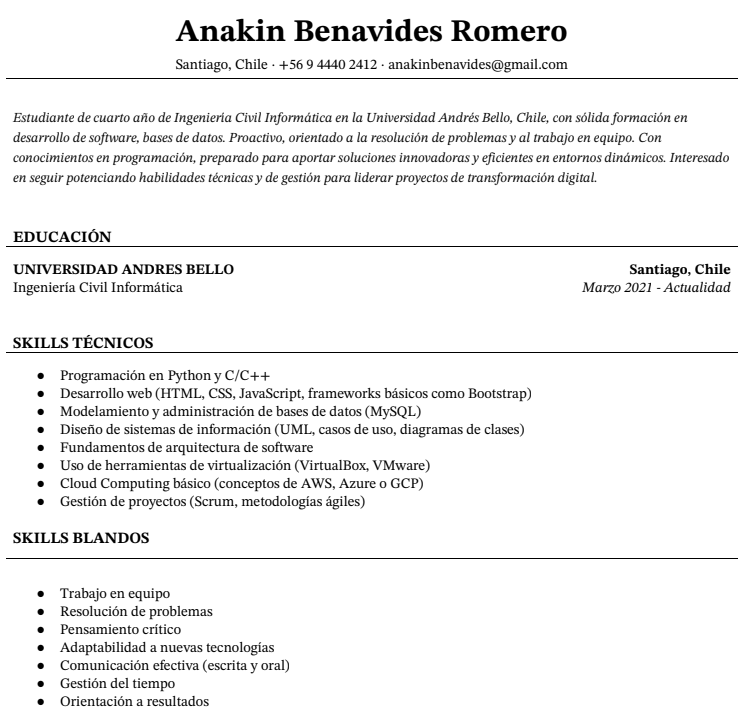 Anakin Benavides Romero
Santiago, Chile · +56 9 4440 2412 · anakinbenavides@gmail.com
Estudiante de cuarto año de Ingeniería Civil Informática en la Universidad Andrés Bello, Chile, con sólida formación en
desarrollo de software, bases de datos. Proactivo, orientado a la resolución de problemas y al trabajo en equipo. Con
conocimientos en programación, preparado para aportar soluciones innovadoras y eficientes en entornos dinámicos. Interesado
en seguir potenciando habilidades técnicas y de gestión para liderar proyectos de transformación digital.
EDUCACIÓN
UNIVERSIDAD ANDRES BELLO Santiago, Chile
Ingeniería Civil Informática Marzo 2021 - Actualidad
SKILLS TÉCNICOS
● Programación en Python y C/C++
● Desarrollo web (HTML, CSS, JavaScript, frameworks básicos como Bootstrap)
● Modelamiento y administración de bases de datos (MySQL)
● Diseño de sistemas de información (UML, casos de uso, diagramas de clases)
● Fundamentos de arquitectura de software
● Uso de herramientas de virtualización (VirtualBox, VMware)
● Cloud Computing básico (conceptos de AWS, Azure o GCP)
● Gestión de proyectos (Scrum, metodologías ágiles)
SKILLS BLANDOS
● Trabajo en equipo
● Resolución de problemas
● Pensamiento crítico
● Adaptabilidad a nuevas tecnologías
● Comunicación efectiva (escrita y oral)
● Gestión del tiempo
● Orientación a resultados